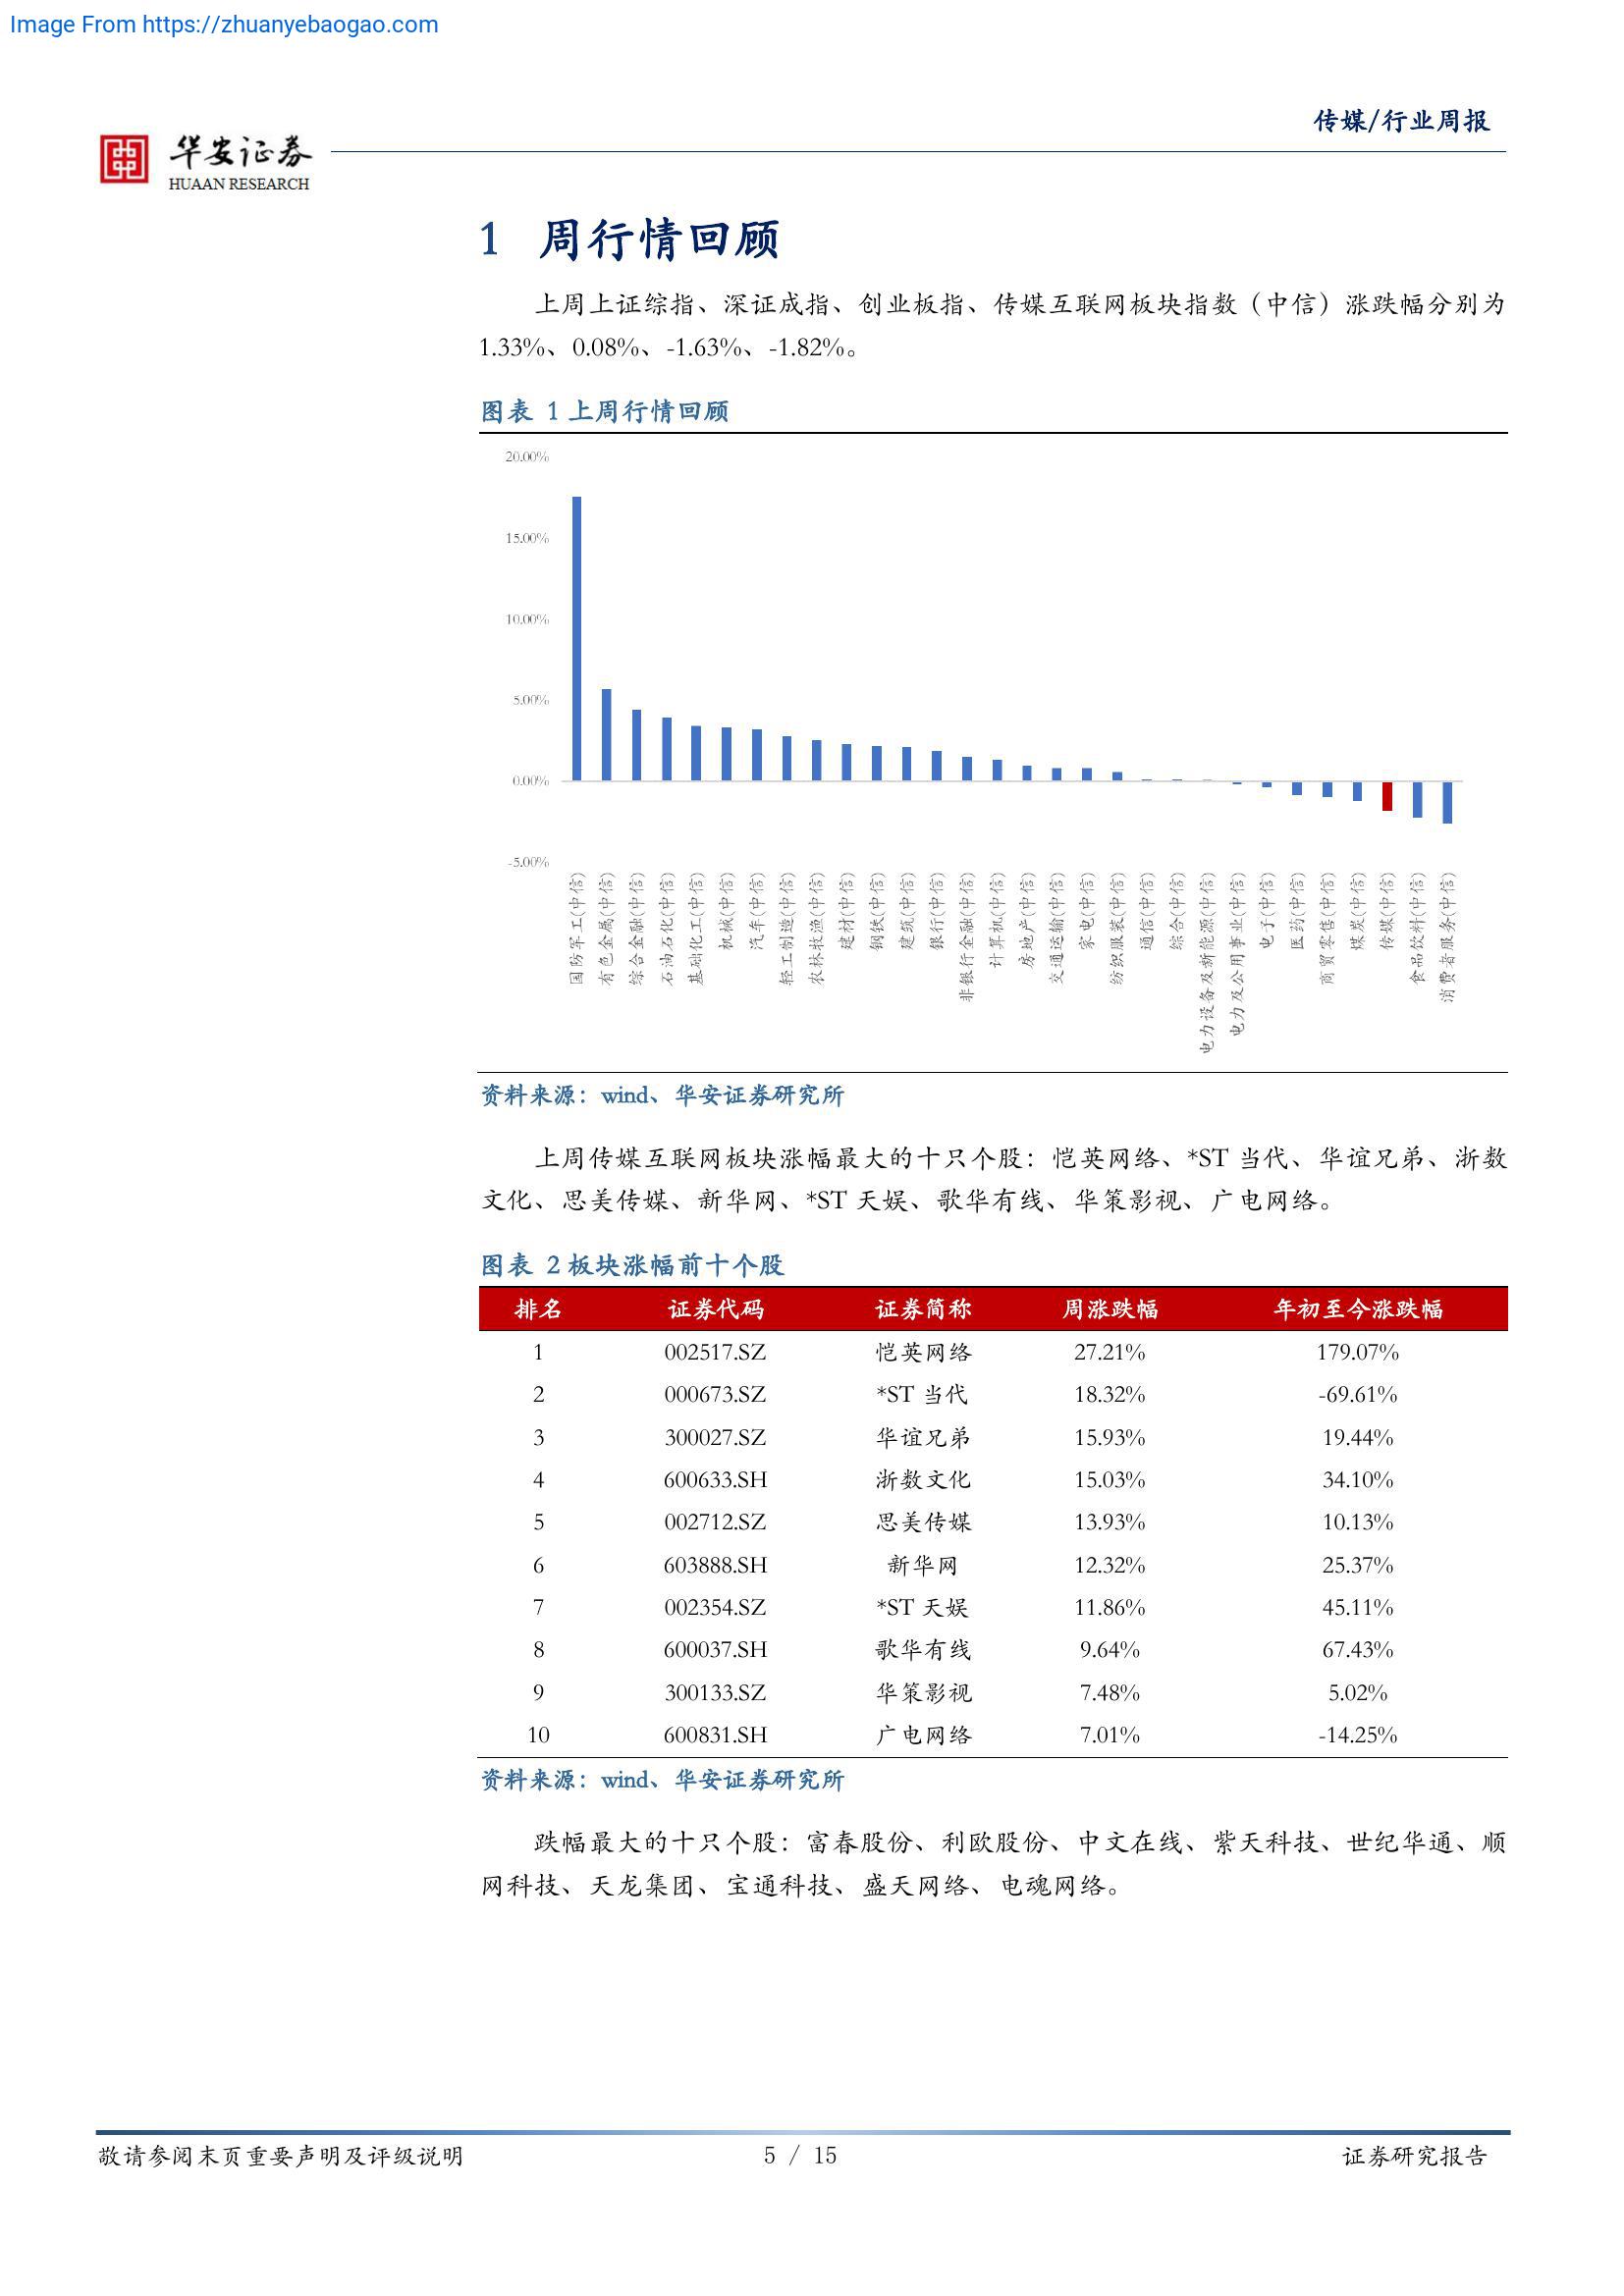 Image From https://zhuanyebaogao.com
传媒/行业周报
华安证券
HUAAN RESEARCH
1 周行情回顾
上周上证综指、深证成指、创业板指、传媒互联网板块指数（中信）涨跌幅分别为
1.33%、0.08%、-1.63%、-1.82%。
图表 1 上周行情回顾
20.00%
15.00%
10.00%
5.00%
0.00%
-5.00%
国防军工(中信)
有色金属(中信)
综合金融(中信)
石油石化(中信)
基础化工(中信)
机械(中信)
汽车(中信)
轻工制造(中信)
农林牧渔(中信)
建材(中信)
钢铁(中信)
建筑(中信)
银行(中信)
非银行金融(中信)
计算机(中信)
房地产(中信)
交通运输(中信)
家电(中信)
纺织服装(中信)
通信(中信)
综合(中信)
电力设备及新能源(中信)
电力及公用事业(中信)
电子(中信)
医药(中信)
商贸零售(中信)
煤炭(中信)
传媒(中信)
食品饮料(中信)
消费者服务(中信)
资料来源：wind、华安证券研究所
上周传媒互联网板块涨幅最大的十只个股：恺英网络、*ST 当代、华谊兄弟、浙数
文化、思美传媒、新华网、*ST 天娱、歌华有线、华策影视、广电网络。
图表 2 板块涨幅前十个股
排名 证券代码 证券简称 周涨跌幅 年初至今涨跌幅
1 002517.SZ 恺英网络 27.21% 179.07%
2 000673.SZ *ST 当代 18.32% -69.61%
3 300027.SZ 华谊兄弟 15.93% 19.44%
4 600633.SH 浙数文化 15.03% 34.10%
5 002712.SZ 思美传媒 13.93% 10.13%
6 603888.SH 新华网 12.32% 25.37%
7 002354.SZ *ST 天娱 11.86% 45.11%
8 600037.SH 歌华有线 9.64% 67.43%
9 300133.SZ 华策影视 7.48% 5.02%
10 600831.SH 广电网络 7.01% -14.25%
资料来源：wind、华安证券研究所
跌幅最大的十只个股：富春股份、利欧股份、中文在线、紫天科技、世纪华通、顺
网科技、天龙集团、宝通科技、盛天网络、电魂网络。
敬请参阅末页重要声明及评级说明
5 / 15
证券研究报告